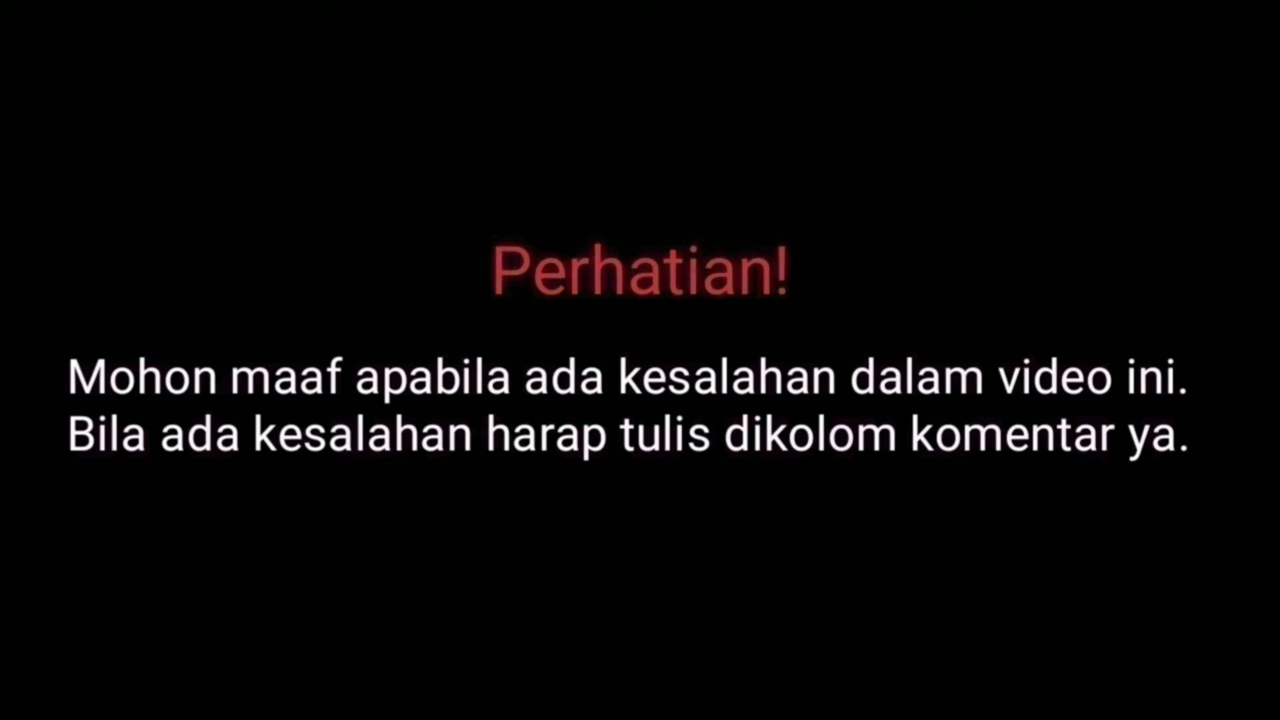 Perhatian!
Mohon maaf apabila ada kesalahan dalam video ini.
Bila ada kesalahan harap tulis dikolom komentar ya.